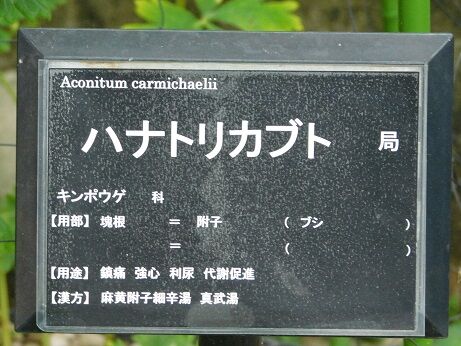 Aconitum carmichaelii
ハナトリカブト 局
キンポウゲ 科
【用部】 塊根 = 附子 ( ブシ )
= ( )
【用途】 鎮痛 強心 利尿 代謝促進
【漢方】 麻黄附子細辛湯 真武湯